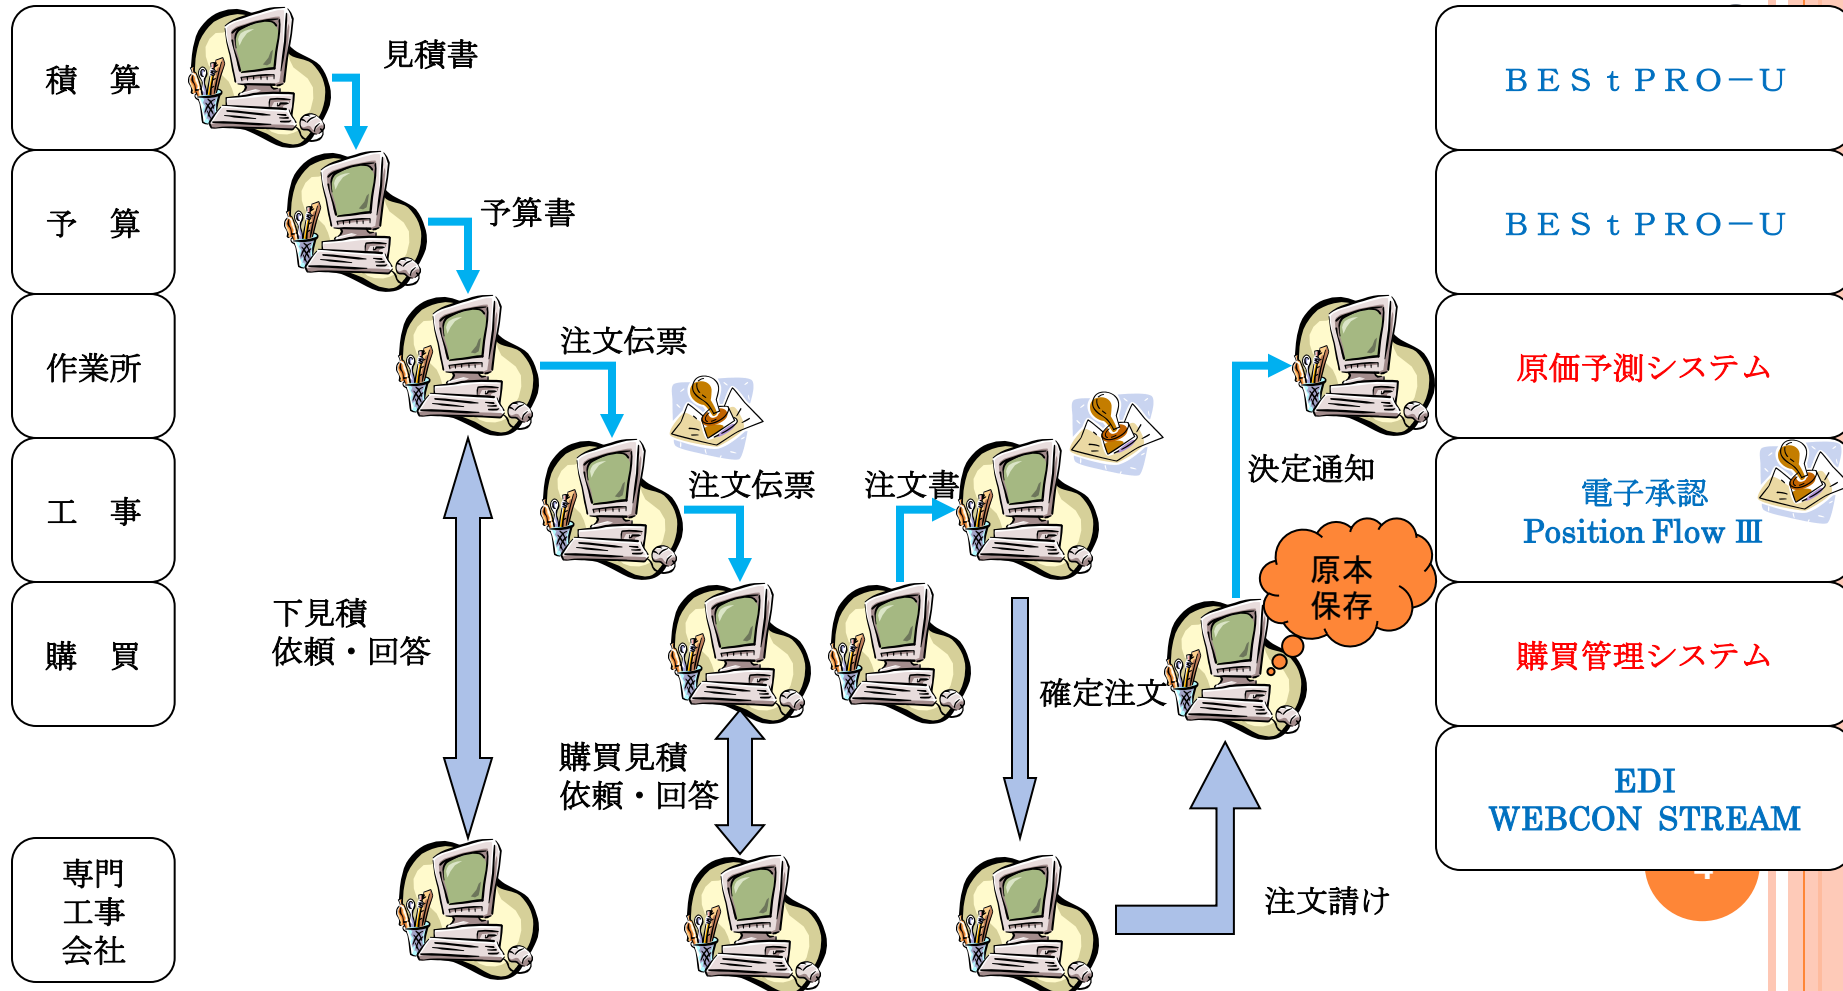 積　算
見積書
ＢＥＳｔＰＲＯ－Ｕ
予　算
予算書
ＢＥＳｔＰＲＯ－Ｕ
作業所
注文伝票
原価予測システム
工　事
注文伝票
注文書
決定通知
電子承認
Position Flow Ⅲ
原本
保存
購　買
下見積
依頼・回答
確定注文
購買管理システム
購買見積
依頼・回答
EDI
WEBCON STREAM
専門
工事
会社
注文請け